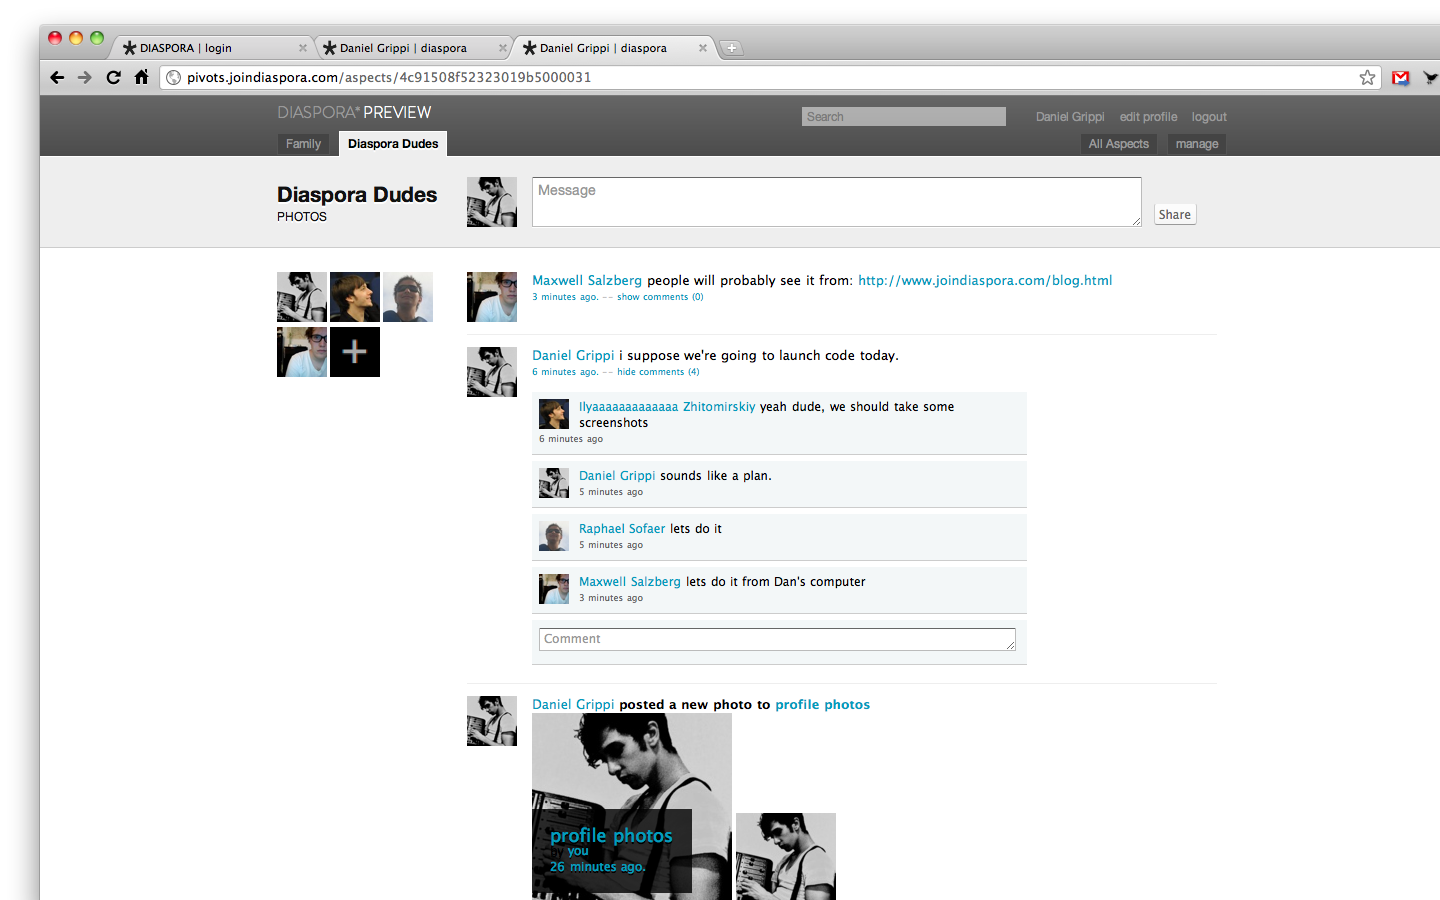 DIASPORA | login
Daniel Grippi | diaspora
Daniel Grippi | diaspora
pivots.joindiaspora.com/aspects/4c91508f52323019b5000031
DIASPORA* PREVIEW
Search
Daniel Grippi edit profile logout
Family
Diaspora Dudes
All Aspects
manage
Diaspora Dudes
PHOTOS
Message
Share
Maxwell Salzberg people will probably see it from: http://www.joindiaspora.com/blog.html
3 minutes ago. -- show comments (0)
Daniel Grippi i suppose we're going to launch code today.
6 minutes ago. -- hide comments (4)
Ilyaaaaaaaaaaaaa Zhitomirskiy yeah dude, we should take some
screenshots
6 minutes ago
Daniel Grippi sounds like a plan.
5 minutes ago
Raphael Sofaer lets do it
5 minutes ago
Maxwell Salzberg lets do it from Dan's computer
3 minutes ago
Comment
Daniel Grippi posted a new photo to profile photos
profile photos
by you
26 minutes ago.